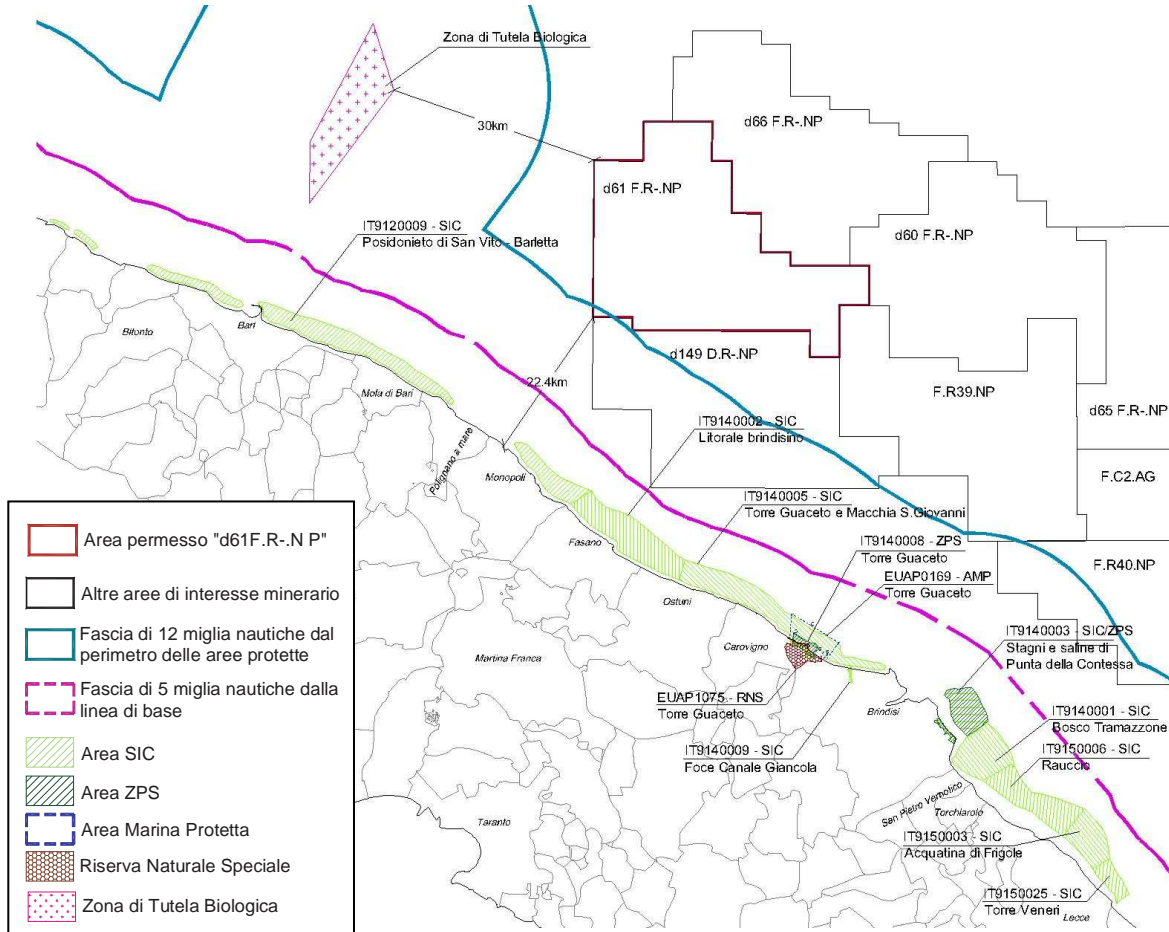 Zona di Tutela Biologica
30km
d66 F.R-.NP
d61 F.R-.NP
d60 F.R-.NP
IT9120009 - SIC
Posidonieto di San Vito - Barletta
Bitonto
Bari
Mola di Bari
d149 D.R-.NP
22.4km
F.R39.NP
d65 F.R-.NP
IT9140002 - SIC
Litorale brindisino
Polignano a mare
Monopoli
F.C2.AG
IT9140005 - SIC
Torre Guaceto e Macchia S.Giovanni
Fasano
IT9140008 - ZPS
Torre Guaceto
F.R40.NP
EUAP0169 - AMP
Torre Guaceto
Ostuni
IT9140003 - SIC/ZPS
Stagni e saline di
Punta della Contessa
Carovigno
Martina Franca
EUAP1075 - RNS
Torre Guaceto
Brindisi
IT9140001 - SIC
Bosco Tramazzone
IT9140009 - SIC
Foce Canale Giancola
IT9150006 - SIC
Rauccio
San Pietro Vernotico
Torchiarolo
Taranto
IT9150003 - SIC
Acquatina di Frigole
IT9150025 - SIC
Torre Veneri
Lecce
Area permesso "d61F.R-.N P"
Altre aree di interesse minerario
Fascia di 12 miglia nautiche dal
perimetro delle aree protette
Fascia di 5 miglia nautiche dalla
linea di base
Area SIC
Area ZPS
Area Marina Protetta
Riserva Naturale Speciale
Zona di Tutela Biologica